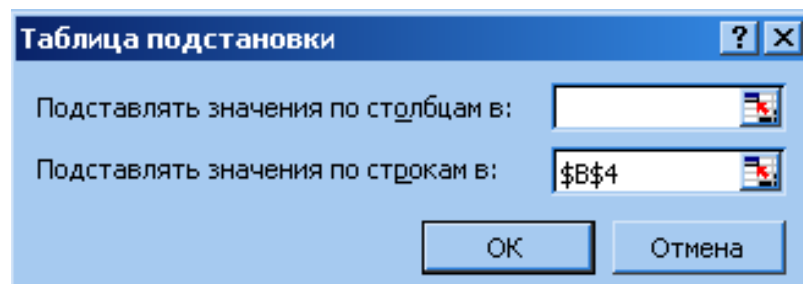 Таблица подстановки ? ×
Подставлять значения по столбцам в:
Подставлять значения по строкам в: $B$4
ОК Отмена